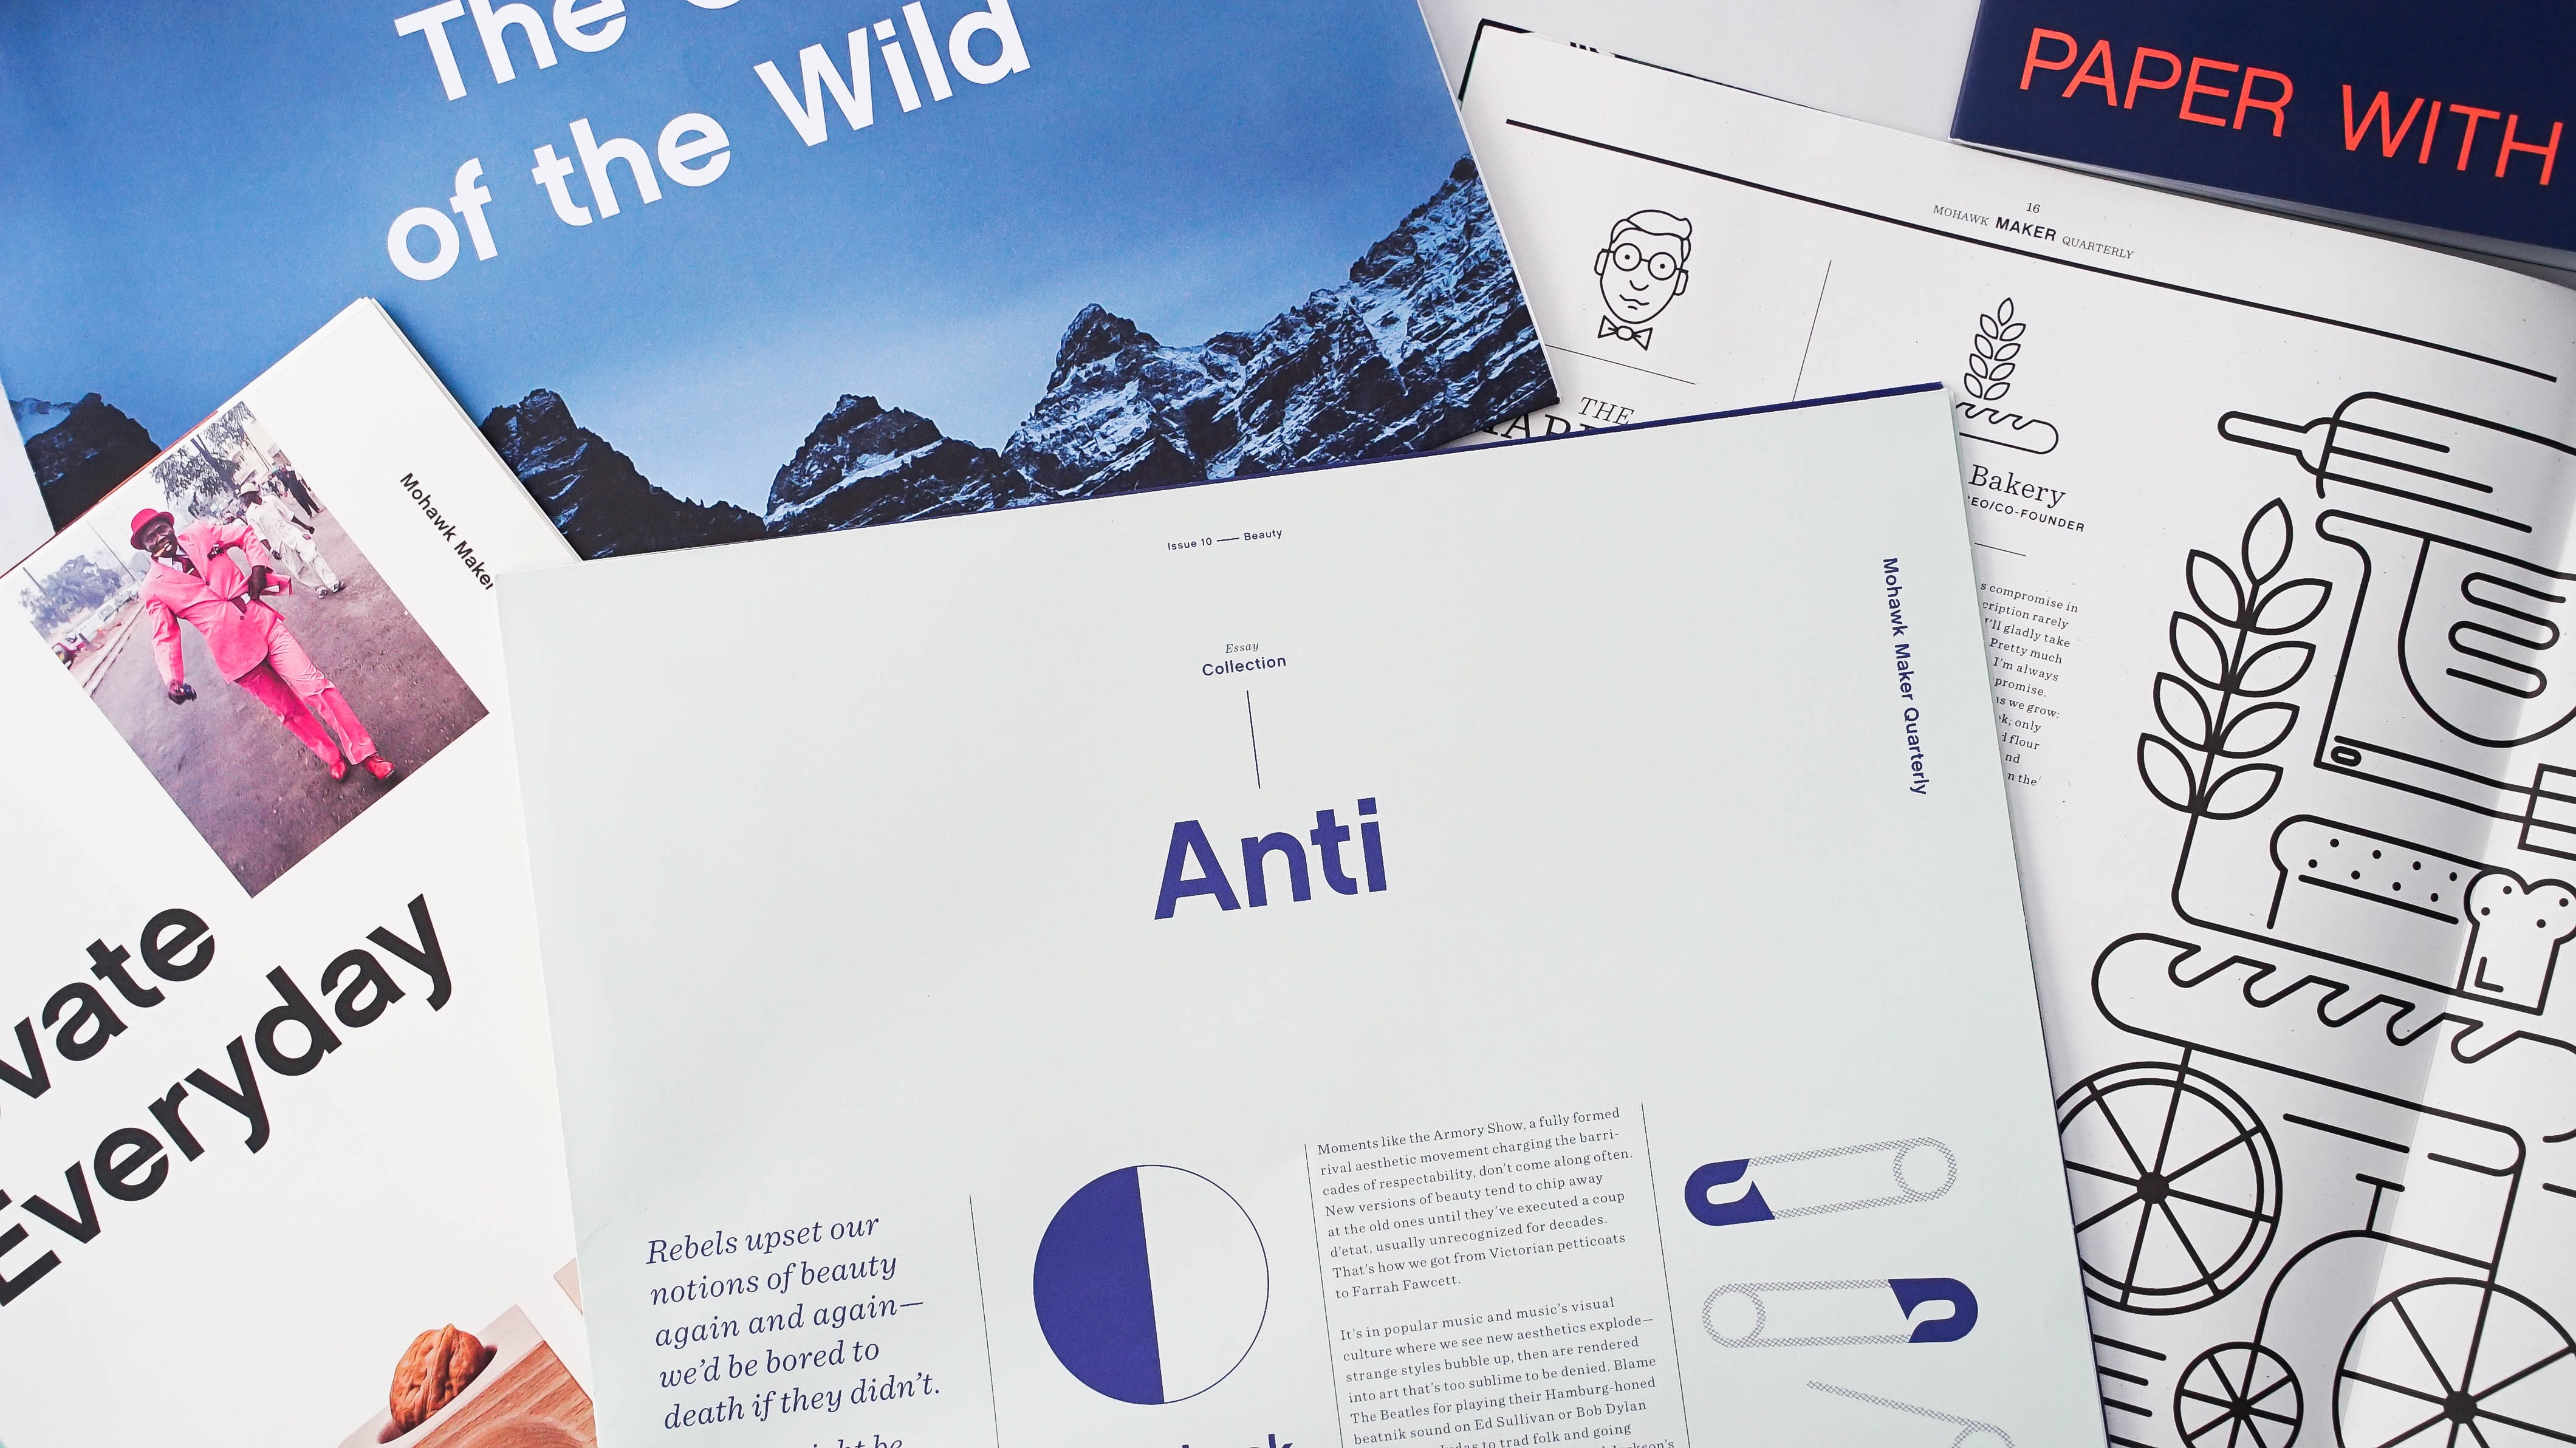 The
of the Wild
PAPER WITH
16
MOHAWK MAKER QUARTERLY
THE
Bakery
CEO/CO-FOUNDER
s compromise in
cription rarely
I'll gladly take
Pretty much
I'm always
promise.
as we grow:
k; only
d flour
nd
n the
Mohawk Maker
vate
Everyday
Issue 10 — Beauty
Essay
Collection
Anti
Mohawk Maker Quarterly
Rebels upset our
notions of beauty
again and again—
we'd be bored to
death if they didn't.
Moments like the Armory Show, a fully formed
rival aesthetic movement charging the barri-
cades of respectability, don't come along often.
New versions of beauty tend to chip away
at the old ones until they've executed a coup
d'etat, usually unrecognized for decades.
That's how we got from Victorian petticoats
to Farrah Fawcett.
It's in popular music and music's visual
culture where we see new aesthetics explode—
strange styles bubble up, then are rendered
into art that's too sublime to be denied. Blame
The Beatles for playing their Hamburg-honed
beatnik sound on Ed Sullivan or Bob Dylan
to trad folk and going